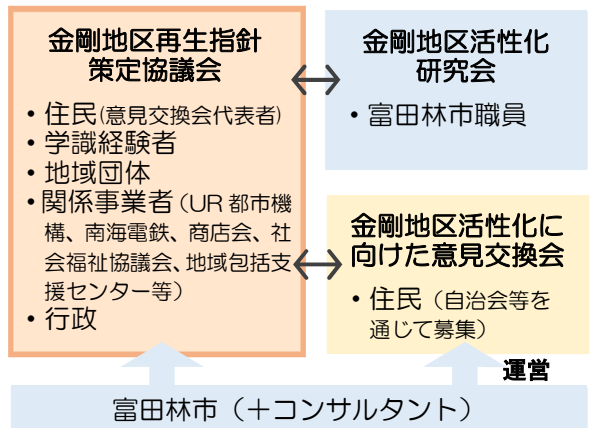 金剛地区再生指針
策定協議会
・住民(意見交換会代表者)
・学識経験者
・地域団体
・関係事業者（UR 都市機
構、南海電鉄、商店会、社
会福祉協議会、地域包括支
援センター等）
・行政
金剛地区活性化
研究会
・富田林市職員
金剛地区活性化に
向けた意見交換会
・住民（自治会等を
通じて募集）
運営
富田林市（＋コンサルタント）